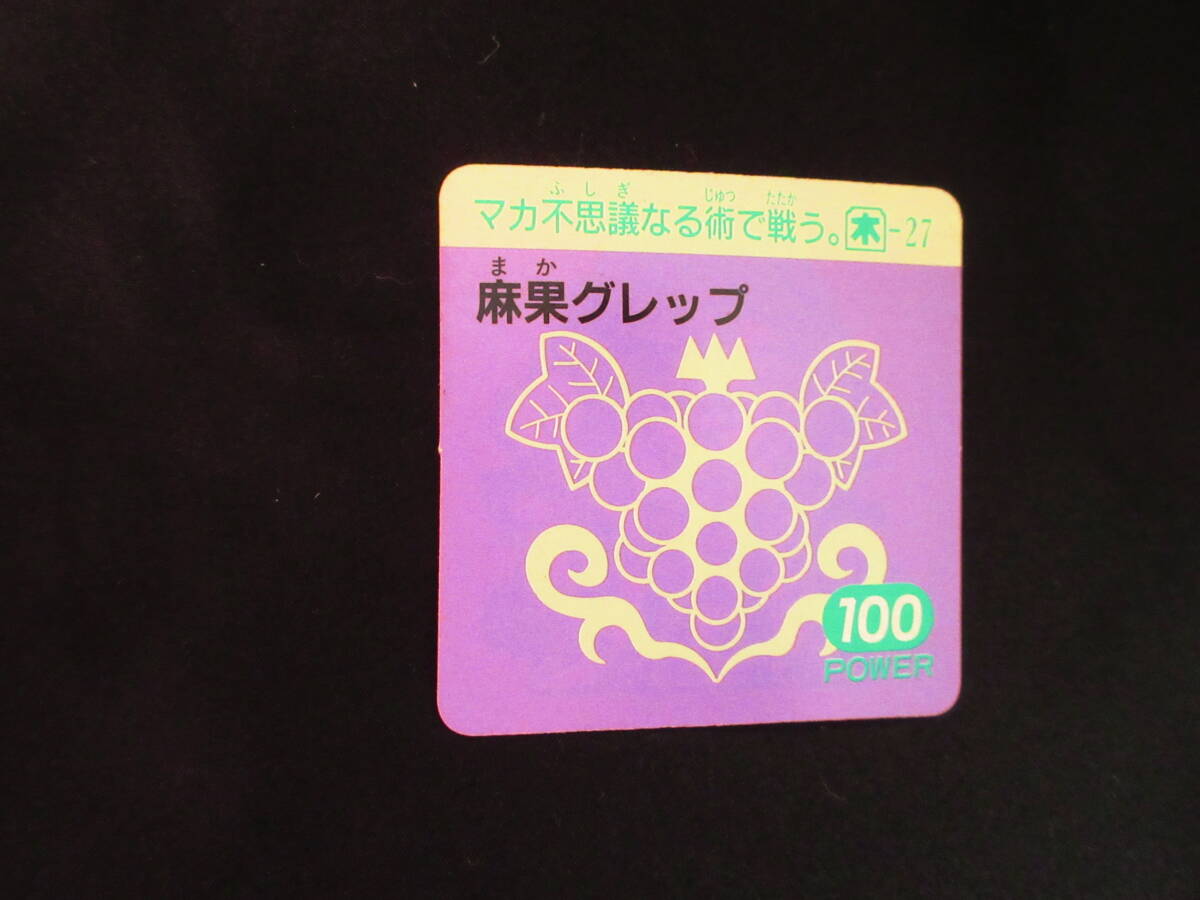 ふしぎ じゅつ たたか
マカ不思議なる術で戦う。木-27
まか
麻果グレップ
100
POWER